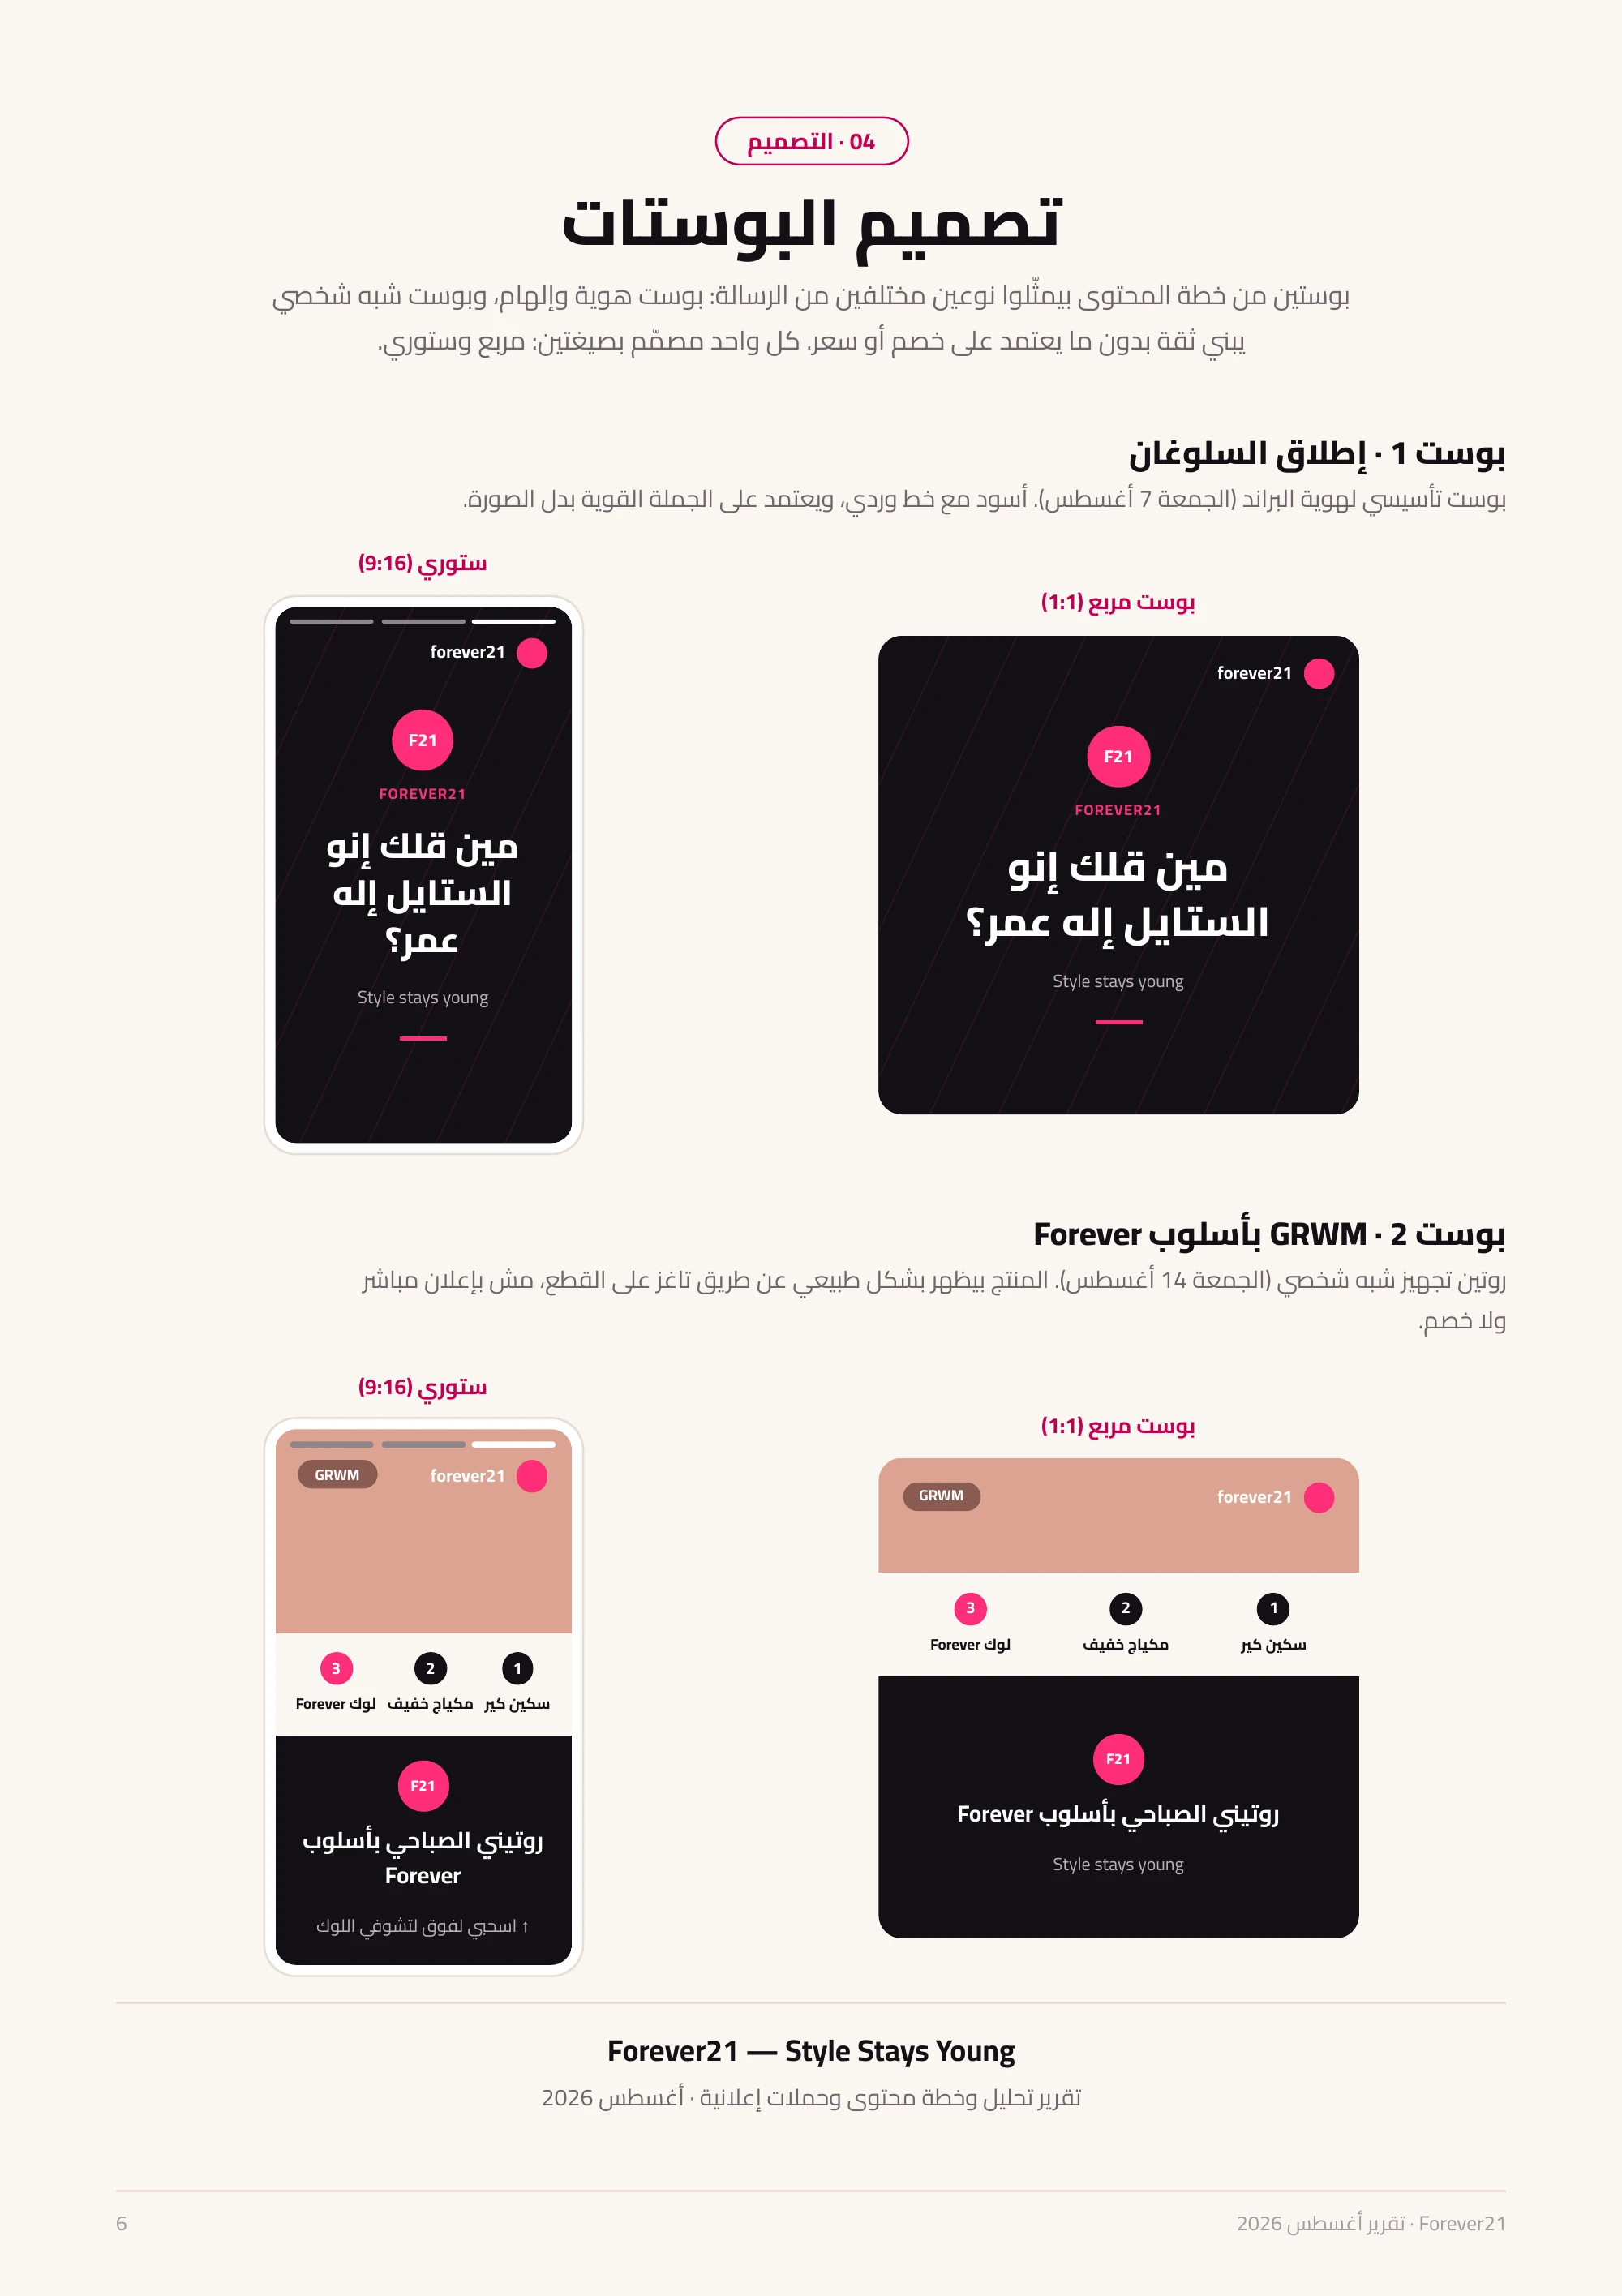 04 · التصميم
تصميم البوستات
بوستين من خطة المحتوى بيمثّلوا نوعين مختلفين من الرسالة: بوست هوية وإلهام، وبوست شبه شخصي
يبني ثقة بدون ما يعتمد على خصم أو سعر. كل واحد مصمّم بصيغتين: مربع وستوري.
بوست 1 · إطلاق السلوغان
بوست تأسيسي لهوية البراند (الجمعة 7 أغسطس). أسود مع خط وردي، ويعتمد على الجملة القوية بدل الصورة.
بوست مربع (1:1)
forever21
F21
FOREVER21
مين قلك إنو
الستايل إله عمر؟
Style stays young
ستوري (9:16)
forever21
F21
FOREVER21
مين قلك إنو
الستايل إله
عمر؟
Style stays young
بوست 2 · GRWM بأسلوب Forever
روتين تجهيز شبه شخصي (الجمعة 14 أغسطس). المنتج بيظهر بشكل طبيعي عن طريق تاغز على القطع، مش بإعلان مباشر
ولا خصم.
بوست مربع (1:1)
forever21
GRWM
1
2
3
سكين كير
مكياج خفيف
لوك Forever
F21
روتيني الصباحي بأسلوب Forever
Style stays young
ستوري (9:16)
forever21
GRWM
1
2
3
سكين كير
مكياج خفيف
لوك Forever
F21
روتيني الصباحي بأسلوب
Forever
↑ اسحبي لفوق لتشوفي اللوك
Forever21 — Style Stays Young
تقرير تحليل وخطة محتوى وحملات إعلانية · أغسطس 2026
Forever21 · تقرير أغسطس 2026
6